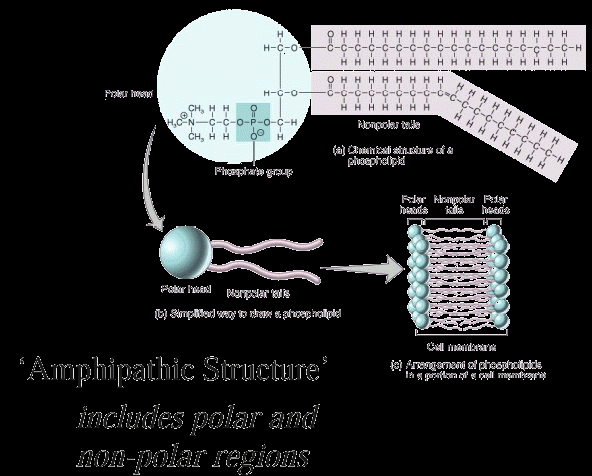 Polar head
Phosphate group
Nonpolar tails
(a) Chemical structure of a
phospholipid
Polar head
Nonpolar tails
(b) Simplified way to draw a phospholipid
Polar Nonpolar Polar
heads tails heads
Cell membrane
(c) Arrangement of phospholipids
in a portion of a cell membrane
‘Amphipathic Structure’
includes polar and
non-polar regions